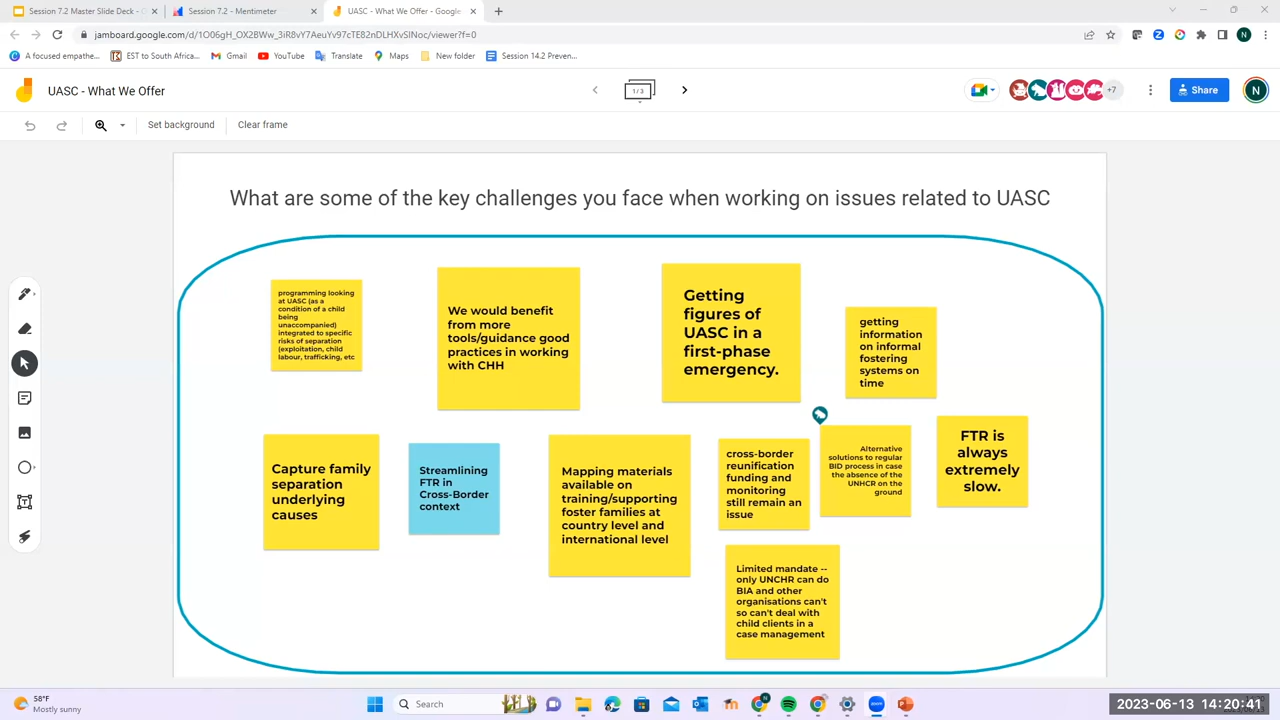 Session 7.2 Master Slide Deck - C
Session 7.2 - Mentimeter
UASC - What We Offer - Google
jamboard.google.com/d/1O06gH_OX2BWw_3iR8vY7AeuYv97cTE82nDLHXvSINoc/viewer?f=0
N
A focused empathe...
EST to South Africa...
Gmail
YouTube
Translate
Maps
New folder
Session 14.2 Preven...
UASC - What We Offer
1 / 3
+7
Share
N
Set background
Clear frame
What are some of the key challenges you face when working on issues related to UASC
programming looking
at UASC (as a
condition of a child
being
unaccompanied)
integrated to specific
risks of separation
(exploitation, child
labour, trafficking, etc
We would benefit
from more
tools/guidance good
practices in working
with CHH
Getting
figures of
UASC in a
first-phase
emergency.
getting
information
on informal
fostering
systems on
time
Capture family
separation
underlying
causes
Streamlining
FTR in
Cross-Border
context
Mapping materials
available on
training/supporting
foster families at
country level and
international level
cross-border
reunification
funding and
monitoring
still remain an
issue
Alternative
solutions to regular
BID process in case
the absence of the
UNHCR on the
ground
FTR is
always
extremely
slow.
Limited mandate --
only UNCHR can do
BIA and other
organisations can't
so can't deal with
child clients in a
case management
58°F
Mostly sunny
Search
2023-06-13 14:20:41